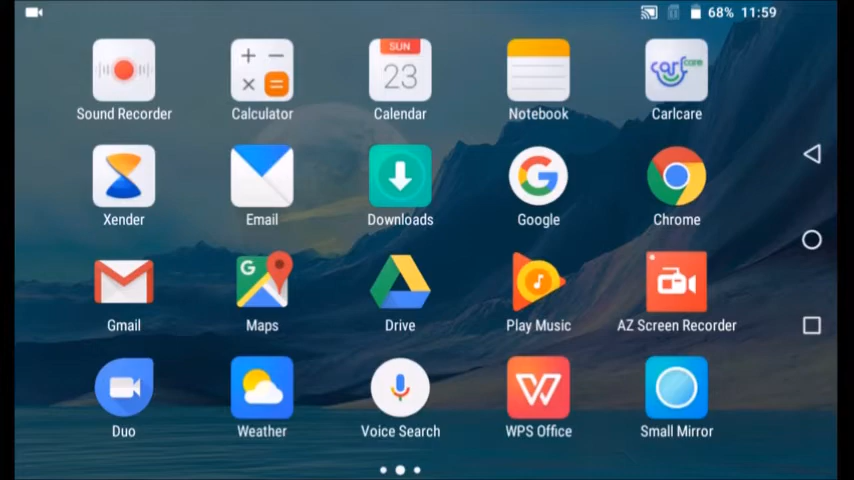 68% 11:59
SUN
23
Sound Recorder
Calculator
Calendar
Notebook
Carlcare
carlcare
Xender
Email
Downloads
Google
Chrome
Gmail
Maps
Drive
Play Music
AZ Screen Recorder
Duo
Weather
Voice Search
WPS Office
Small Mirror